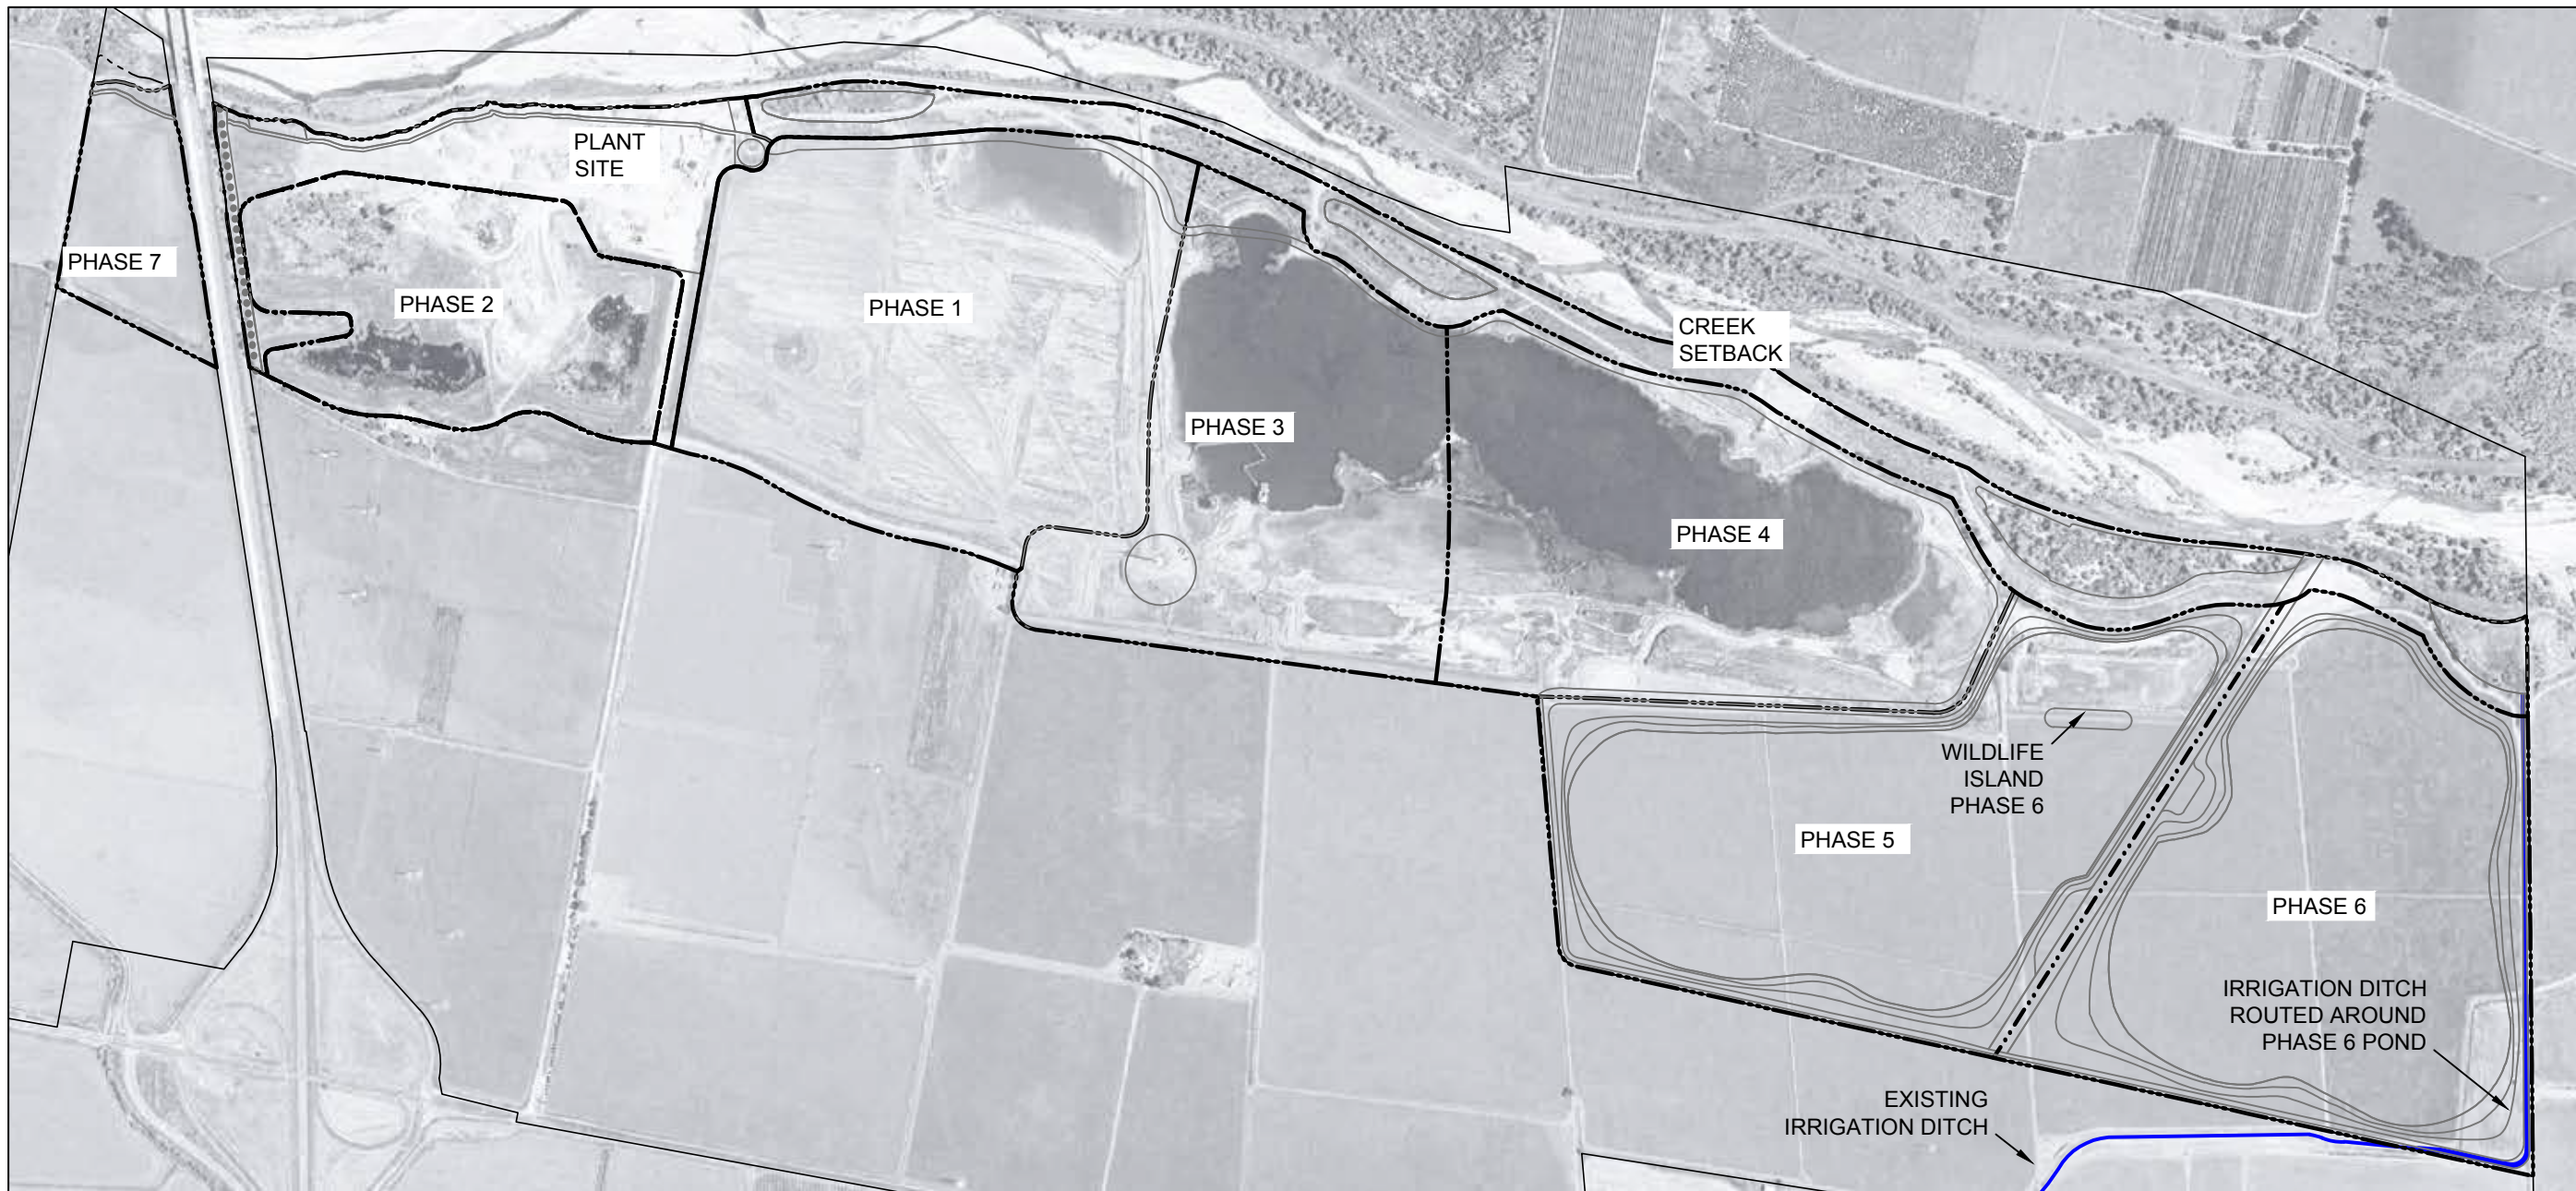 PLANT
SITE
PHASE 7
PHASE 2
PHASE 1
CREEK
SETBACK
PHASE 3
PHASE 4
WILDLIFE
ISLAND
PHASE 6
PHASE 5
PHASE 6
IRRIGATION DITCH
ROUTED AROUND
PHASE 6 POND
EXISTING
IRRIGATION DITCH